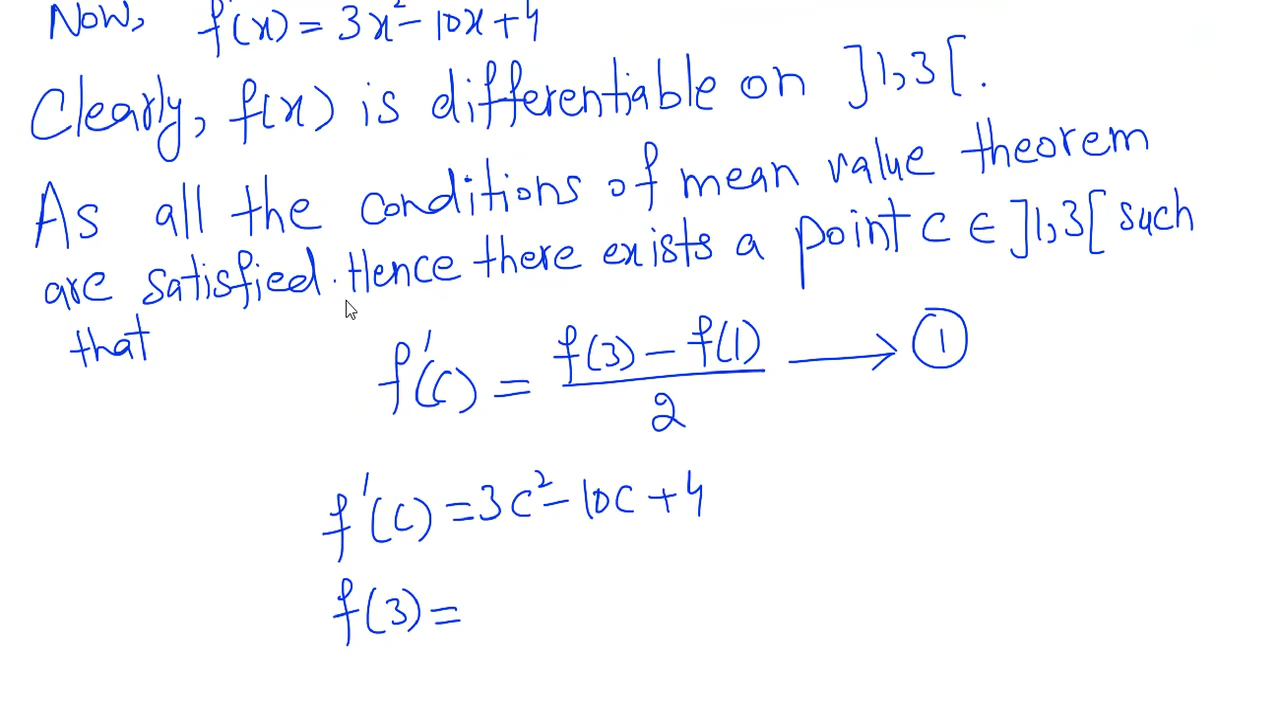 Now, f'(x) = 3x² - 10x + 4
Clearly, f(x) is differentiable on ]1,3[.
As all the conditions of mean value theorem
are satisfied. Hence there exists a point c ∈ ]1,3[ such
that
f'(c) = (f(3) - f(1))/2 ⟶ ①
f'(c) = 3c² - 10c + 4
f(3) =